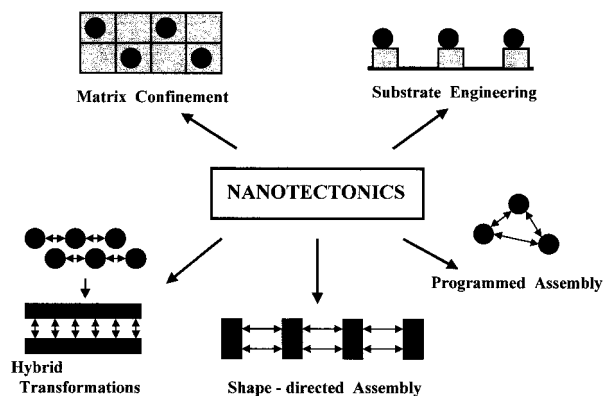 Matrix Confinement
Substrate Engineering
NANOTECTONICS
Programmed Assembly
Hybrid
Transformations
Shape - directed Assembly